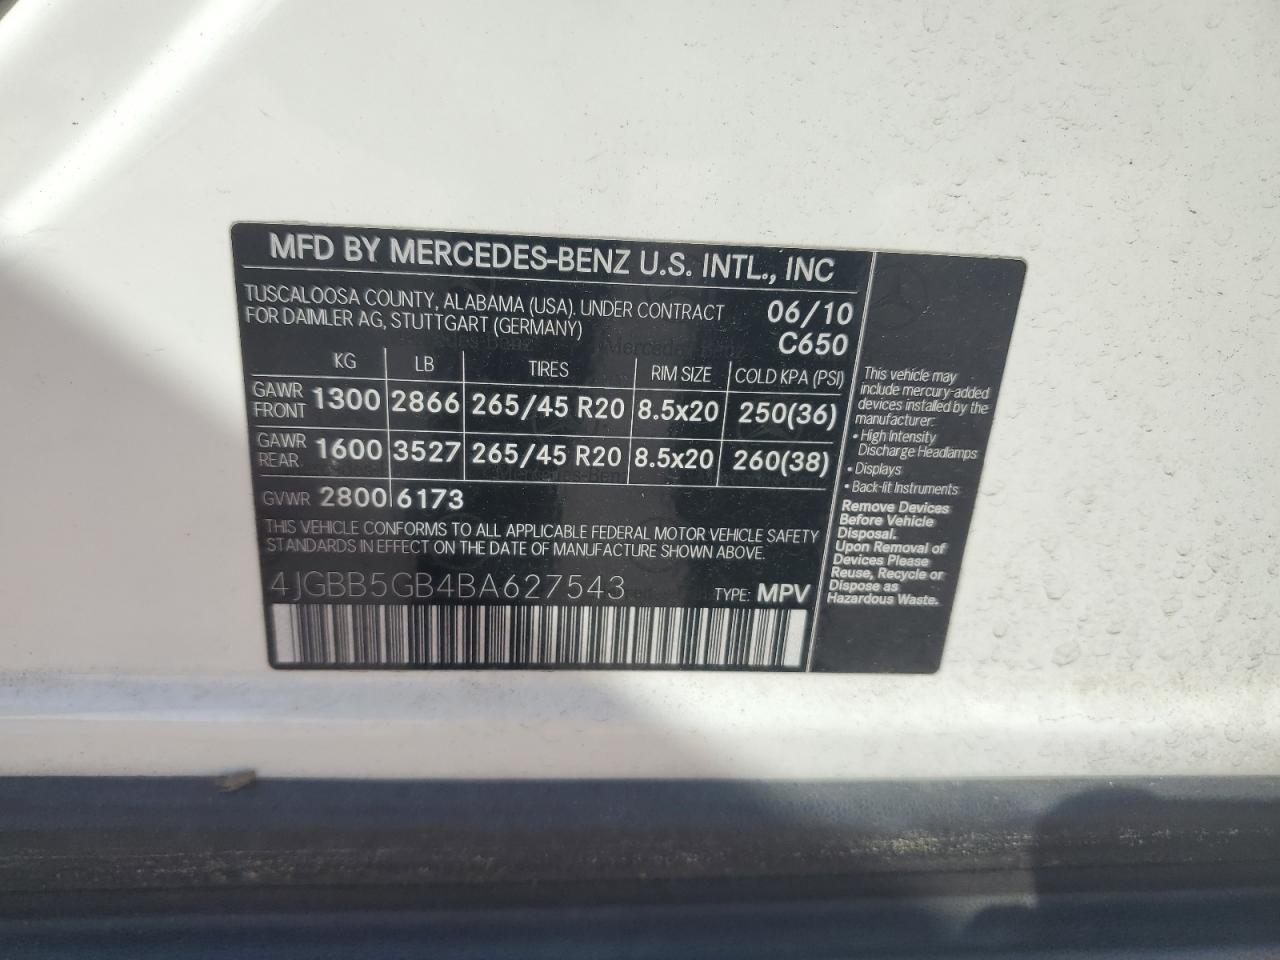 MFD BY MERCEDES-BENZ U.S. INTL., INC
TUSCALOOSA COUNTY, ALABAMA (USA). UNDER CONTRACT
FOR DAIMLER AG, STUTTGART (GERMANY)
06/10
C650
KG LB TIRES RIM SIZE COLD KPA (PSI)
GAWR FRONT 1300 2866 265/45 R20 8.5x20 250(36)
GAWR REAR 1600 3527 265/45 R20 8.5x20 260(38)
GVWR 2800 6173
THIS VEHICLE CONFORMS TO ALL APPLICABLE FEDERAL MOTOR VEHICLE SAFETY
STANDARDS IN EFFECT ON THE DATE OF MANUFACTURE SHOWN ABOVE.
4JGBB5GB4BA627543 TYPE: MPV
This vehicle may
include mercury-added
devices installed by the
manufacturer:
• High Intensity
Discharge Headlamps
• Displays
• Back-lit Instruments
Remove Devices
Before Vehicle
Disposal.
Upon Removal of
Devices Please
Reuse, Recycle or
Dispose as
Hazardous Waste.